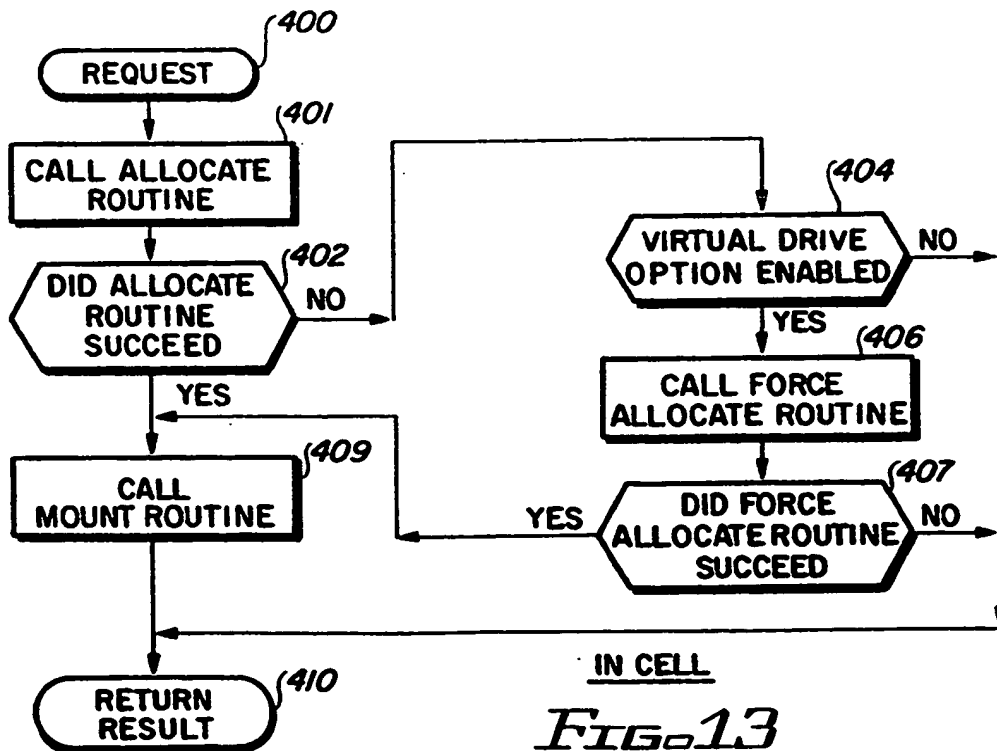 400
REQUEST
401
CALL ALLOCATE
ROUTINE
402
DID ALLOCATE
ROUTINE
SUCCEED
NO
YES
404
VIRTUAL DRIVE
OPTION ENABLED
NO
YES
406
CALL FORCE
ALLOCATE ROUTINE
407
DID FORCE
ALLOCATE ROUTINE
SUCCEED
YES
NO
409
CALL
MOUNT ROUTINE
410
RETURN
RESULT
IN CELL
FIG. 13